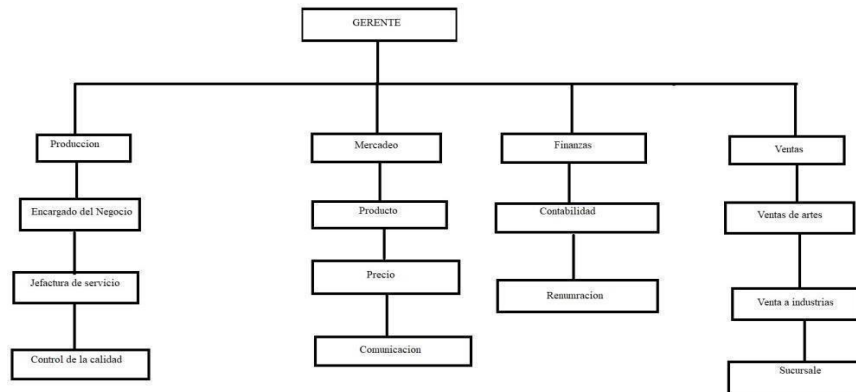 GERENTE
Produccion
Mercadeo
Finanzas
Ventas
Encargado del Negocio
Producto
Contabilidad
Ventas de artes
Jefactura de servicio
Precio
Renumracion
Venta a industrias
Control de la calidad
Comunicacion
Sucursale